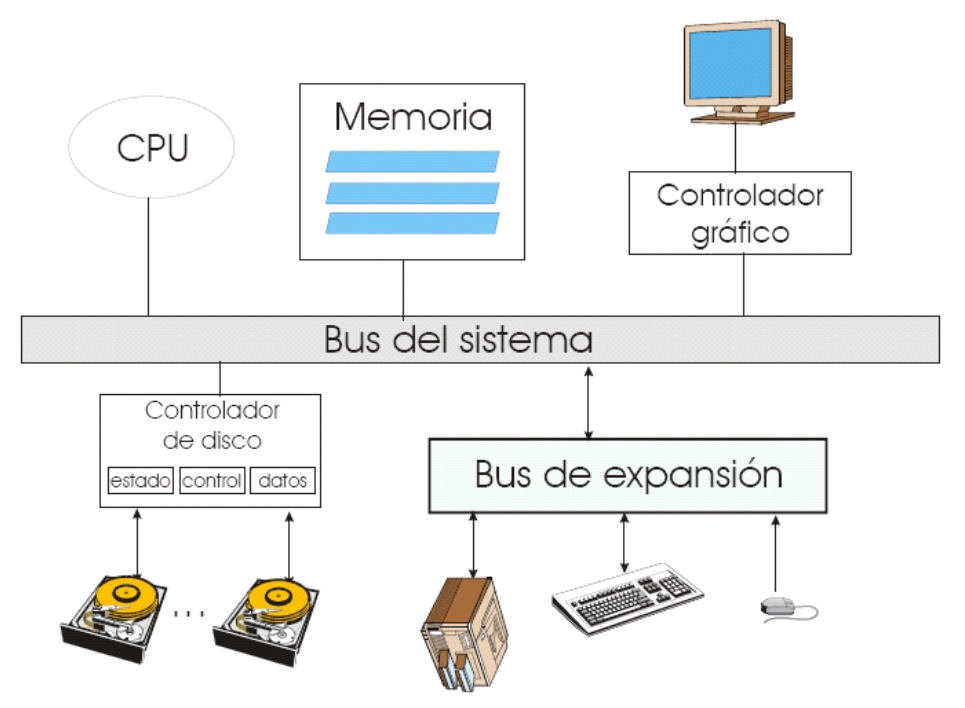 CPU
Memoria
Controlador
gráfico
Bus del sistema
Controlador
de disco
estado
control
datos
Bus de expansión